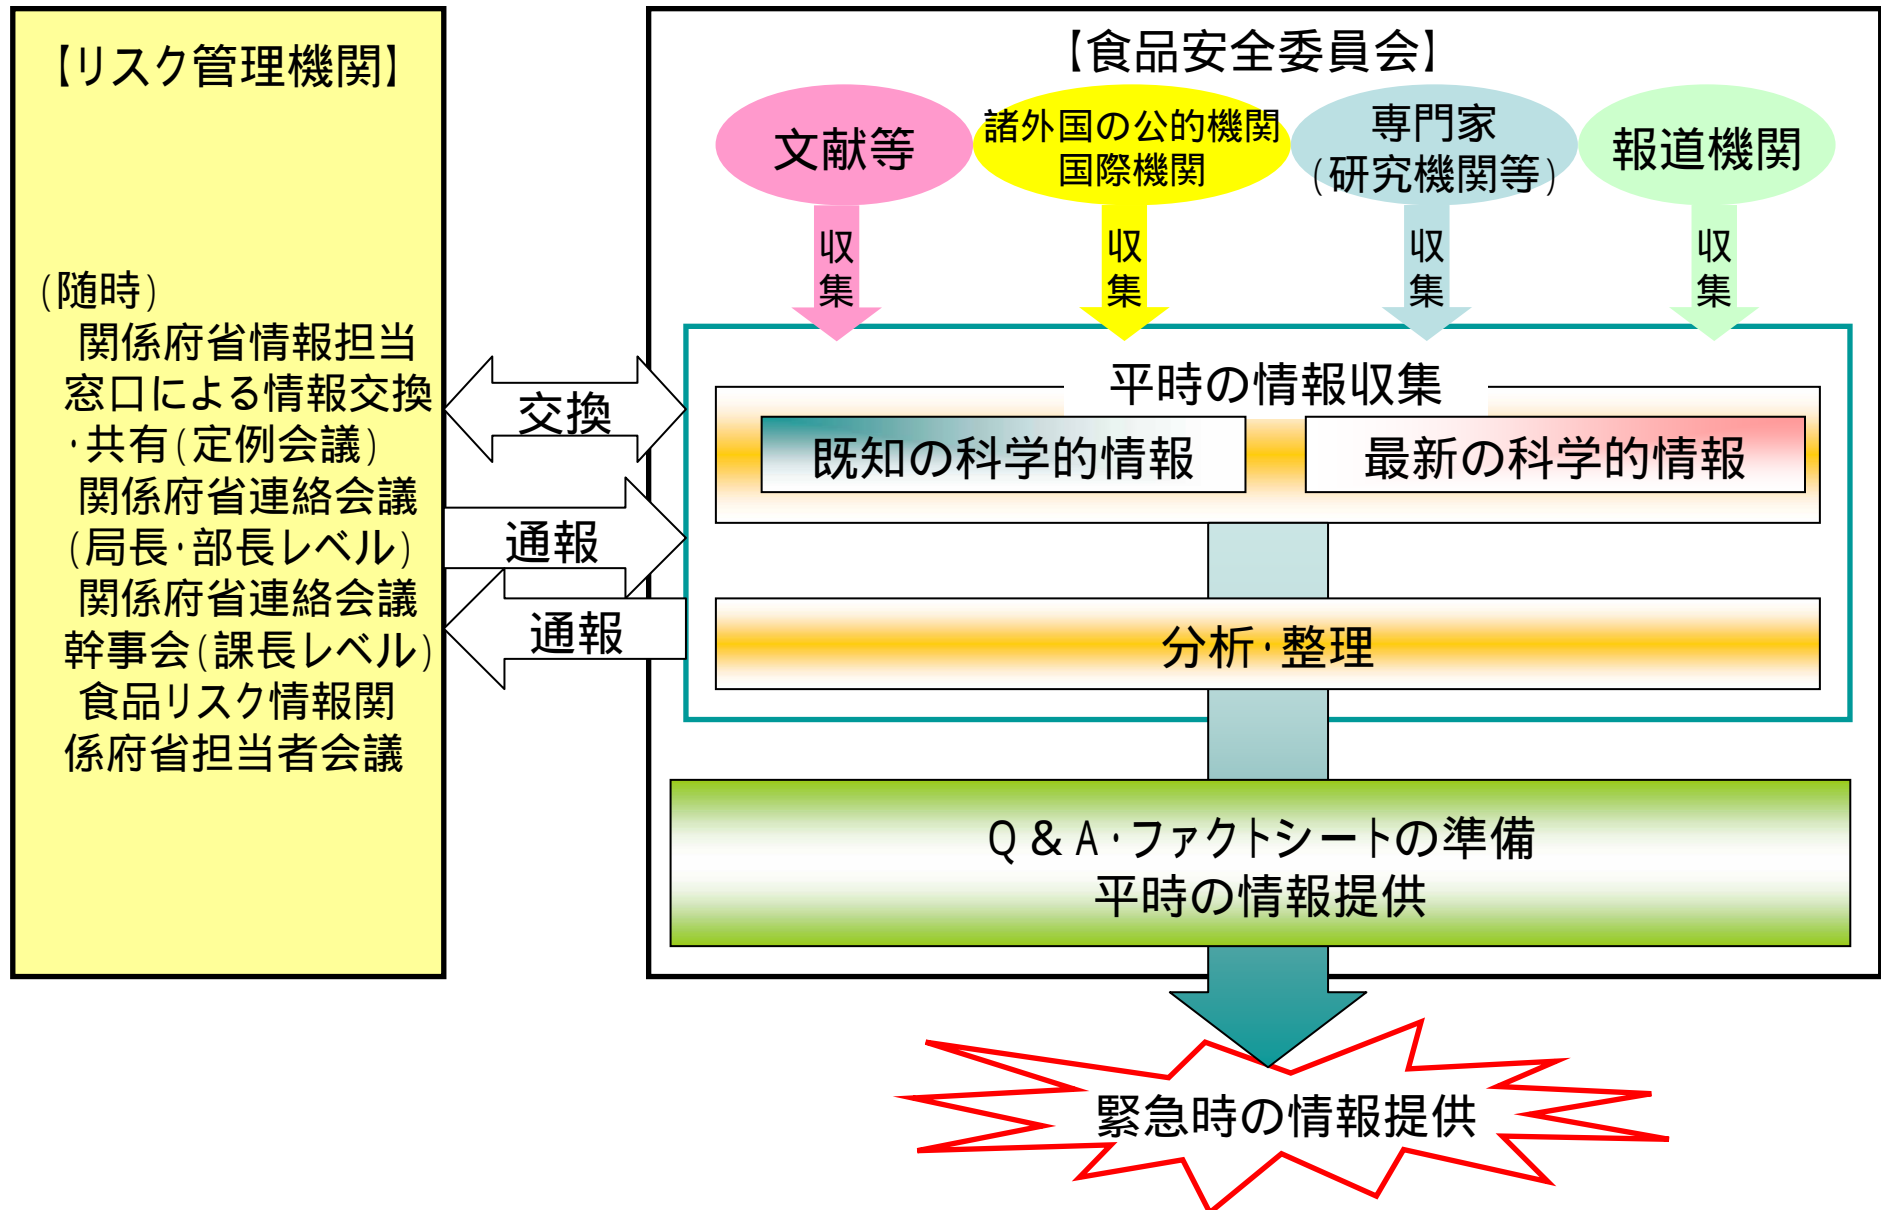 【リスク管理機関】
(随時)
関係府省情報担当
窓口による情報交換
・共有(定例会議)
関係府省連絡会議
(局長・部長レベル)
関係府省連絡会議
幹事会(課長レベル)
食品リスク情報関
係府省担当者会議
交換
通報
通報
【食品安全委員会】
文献等
諸外国の公的機関
国際機関
専門家
(研究機関等)
報道機関
収集
収集
収集
収集
平時の情報収集
既知の科学的情報
最新の科学的情報
分析・整理
Q&A・ファクトシートの準備
平時の情報提供
緊急時の情報提供